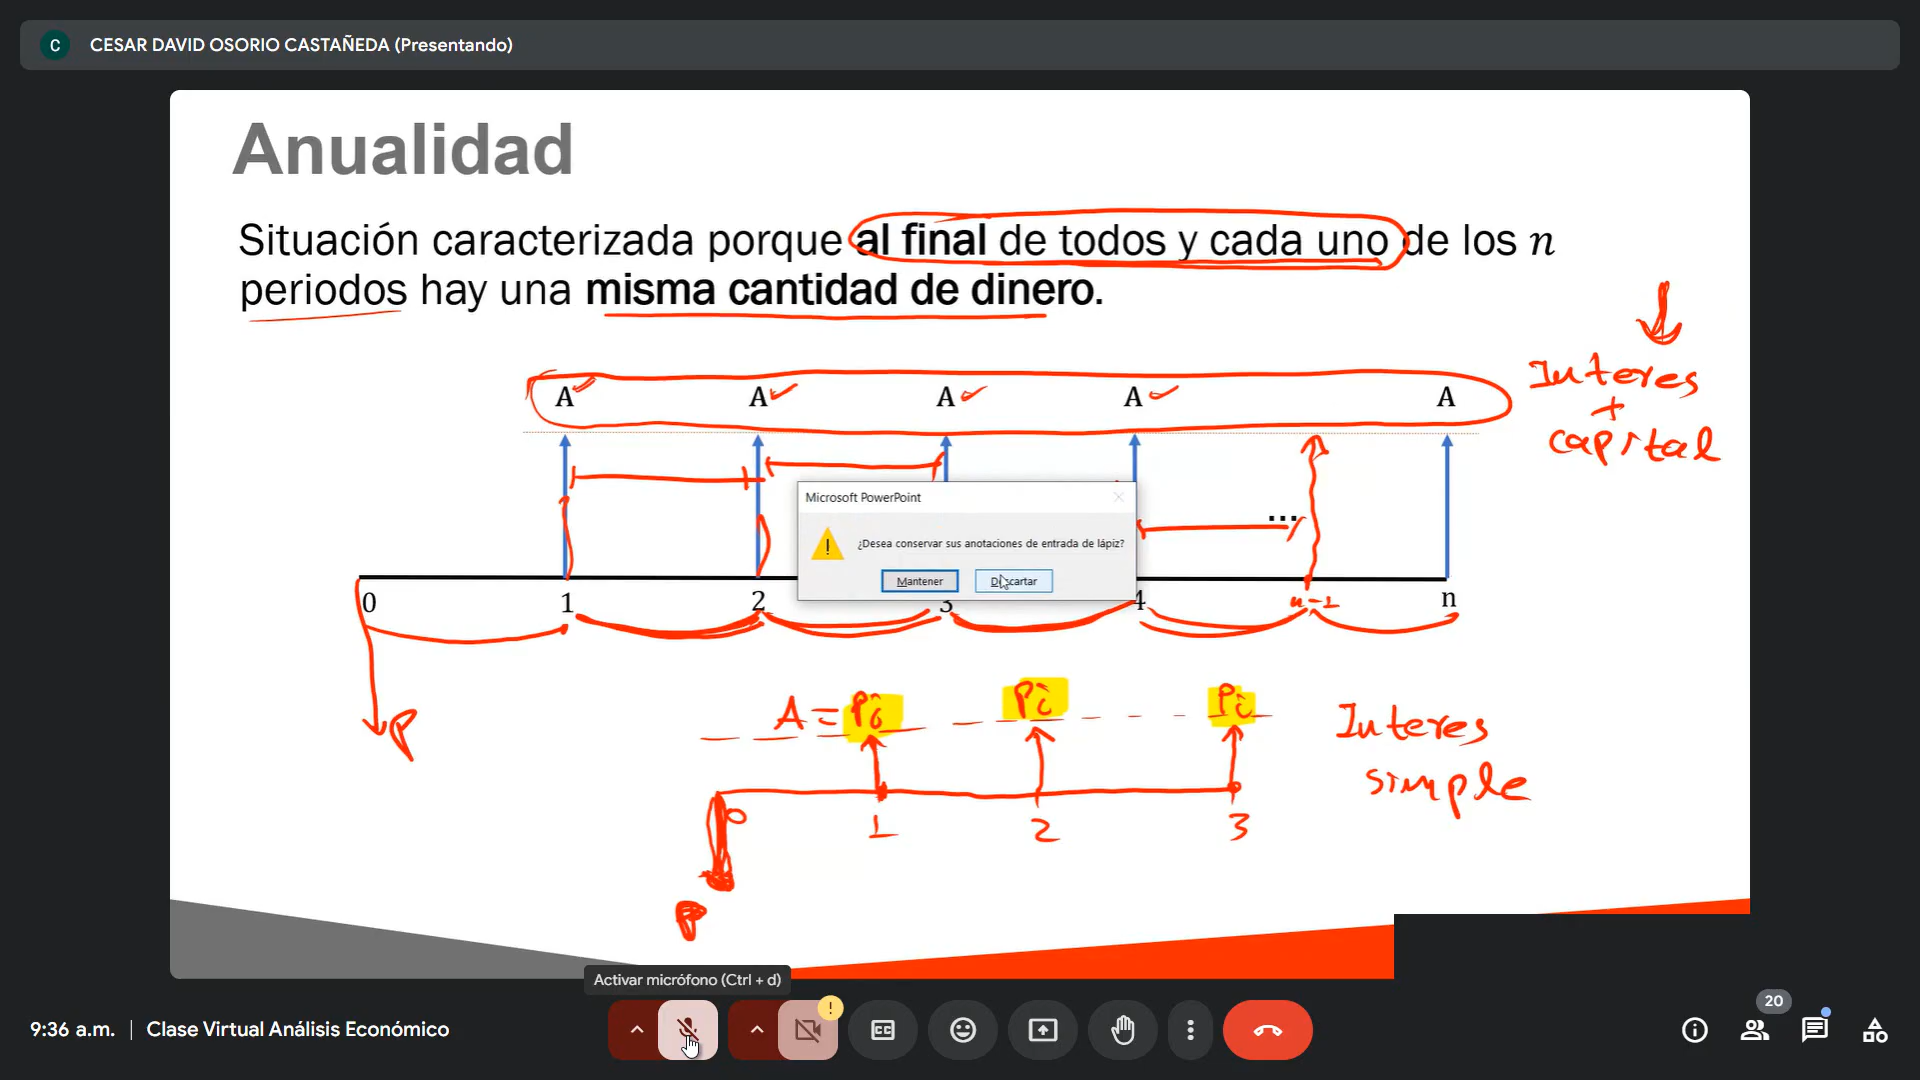 C CESAR DAVID OSORIO CASTAÑEDA (Presentando)
Anualidad
Situación caracterizada porque al final de todos y cada uno de los n
periodos hay una misma cantidad de dinero.
A A A A A
Interes
+
capital
...
Microsoft PowerPoint
¿Desea conservar sus anotaciones de entrada de lápiz?
Mantener Descartar
0 1 2 3 4 n-1 n
P
A = Pi Pi Pi
Interes
simple
0 1 2 3
P
Activar micrófono (Ctrl + d)
9:36 a.m. | Clase Virtual Análisis Económico
CC
20